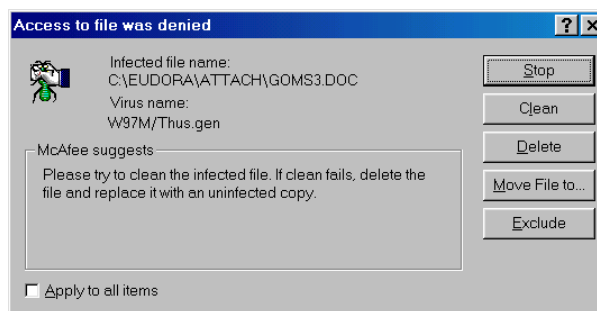 Access to file was denied
Infected file name:
C:\EUDORA\ATTACH\GOMS3.DOC
Virus name:
W97M/Thus.gen
McAfee suggests
Please try to clean the infected file. If clean fails, delete the
file and replace it with an uninfected copy.
Apply to all items
Stop
Clean
Delete
Move File to...
Exclude